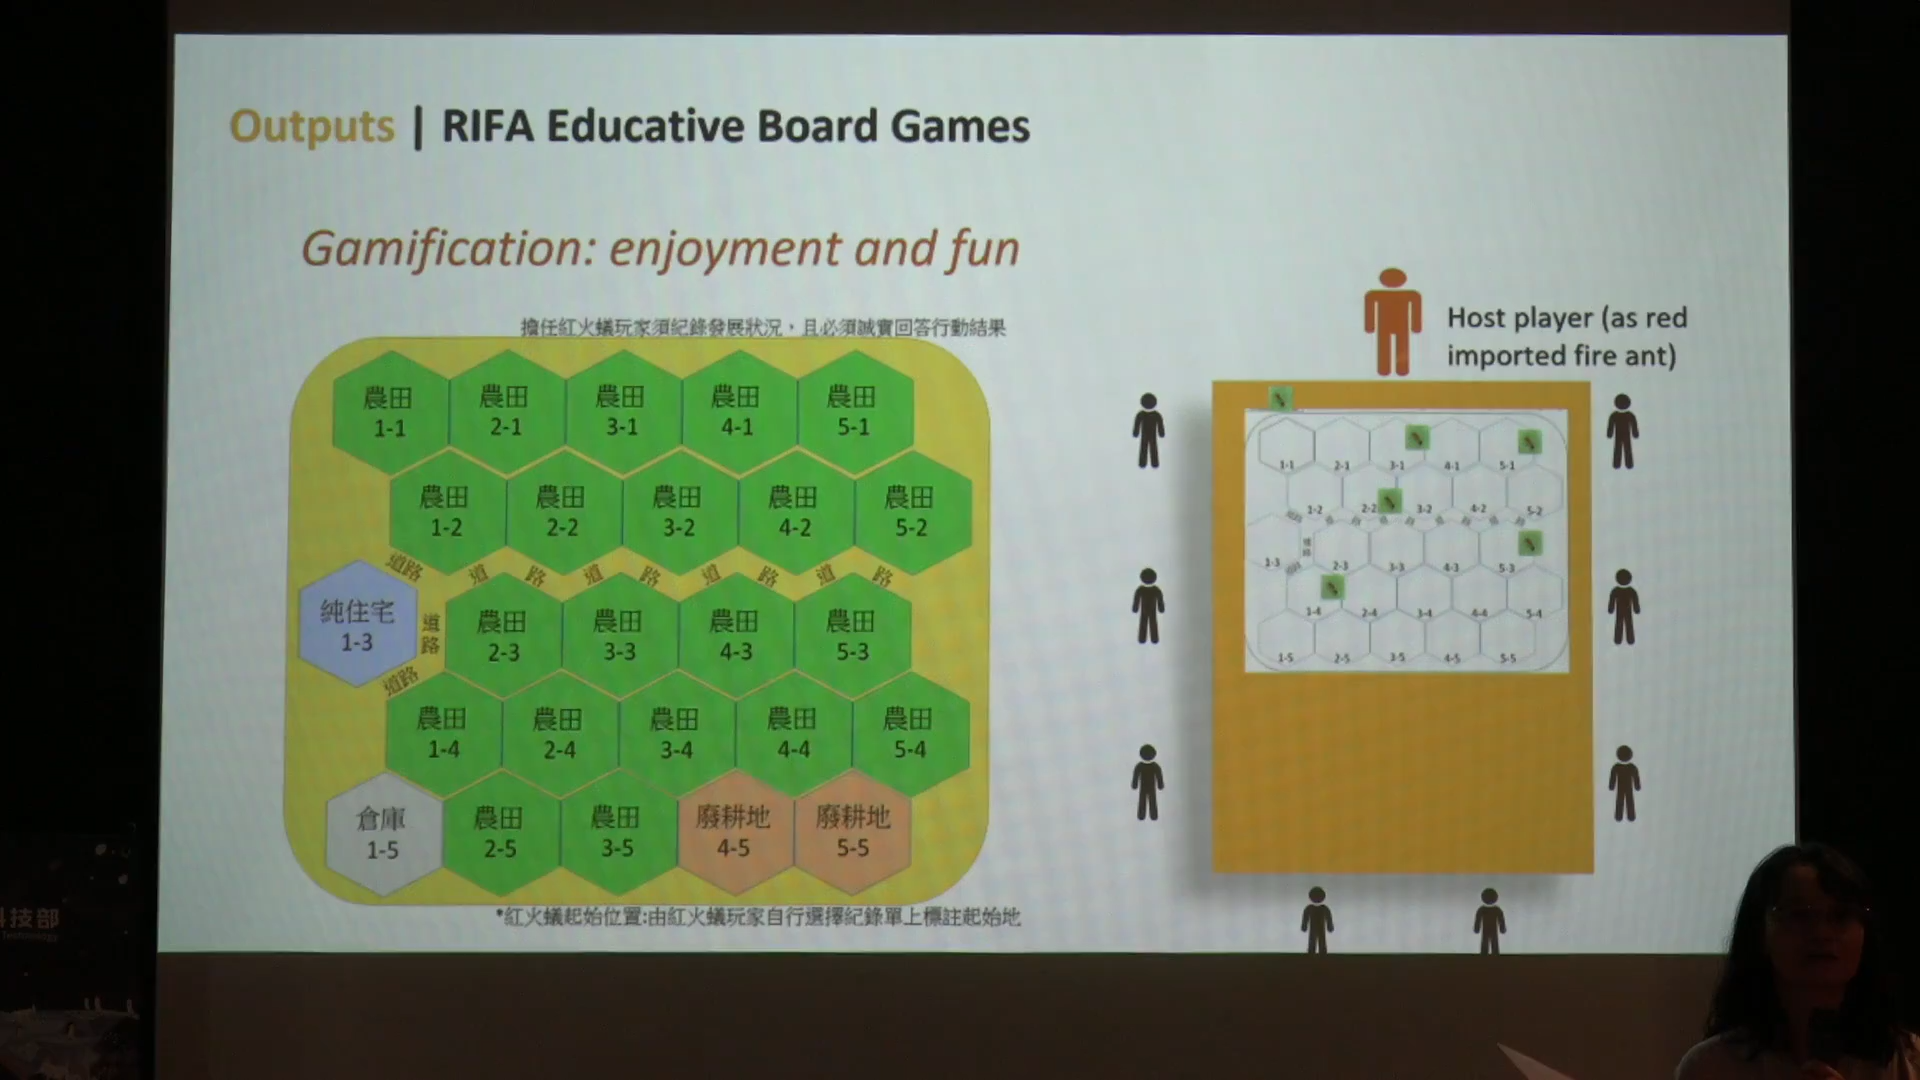 Outputs | RIFA Educative Board Games
Gamification: enjoyment and fun
擔任紅火蟻玩家須紀錄發展狀況，且必須誠實回答行動結果
農田 1-1
農田 2-1
農田 3-1
農田 4-1
農田 5-1
農田 1-2
農田 2-2
農田 3-2
農田 4-2
農田 5-2
道路
道 路 道 路 道 路 道 路
純住宅 1-3
道路
農田 2-3
農田 3-3
農田 4-3
農田 5-3
道路
農田 1-4
農田 2-4
農田 3-4
農田 4-4
農田 5-4
倉庫 1-5
農田 2-5
農田 3-5
廢耕地 4-5
廢耕地 5-5
*紅火蟻起始位置:由紅火蟻玩家自行選擇紀錄單上標註起始地
Host player (as red
imported fire ant)
1-1 2-1 3-1 4-1 5-1
1-2 2-2 3-2 4-2 5-2
1-3 2-3 3-3 4-3 5-3
1-4 2-4 3-4 4-4 5-4
1-5 2-5 3-5 4-5 5-5
科技部
Technology